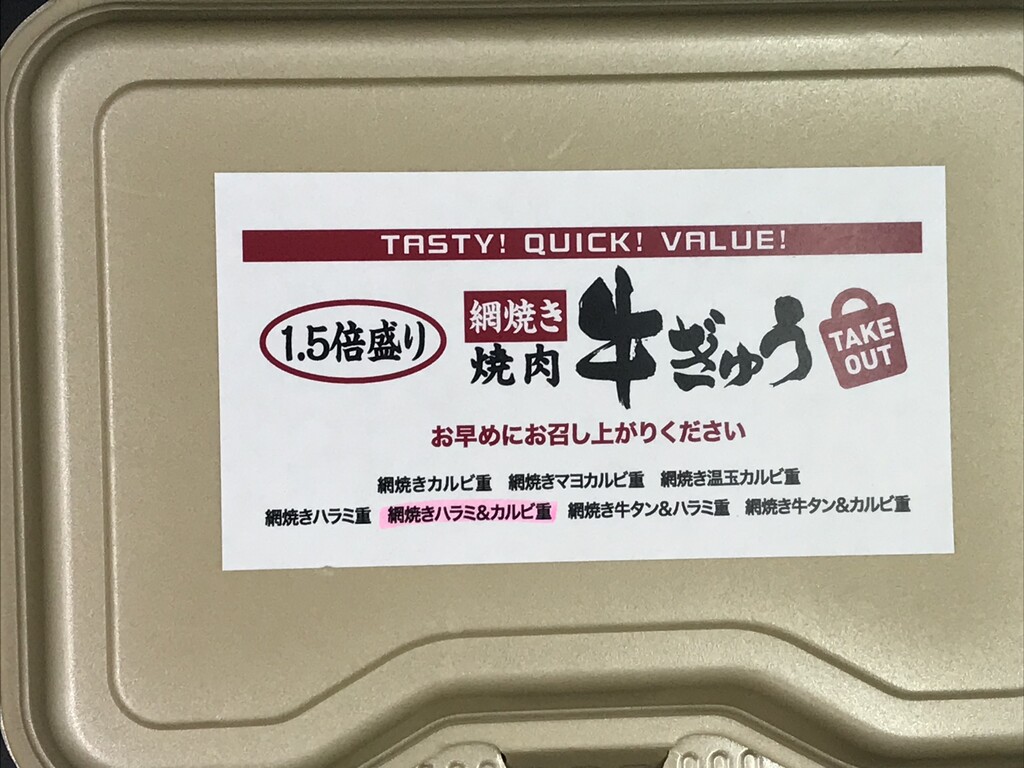 TASTY! QUICK! VALUE!
1.5倍盛り
網焼き
焼肉
牛ぎゅう
TAKE
OUT
お早めにお召し上がりください
網焼きカルビ重 網焼きマヨカルビ重 網焼き温玉カルビ重
網焼きハラミ重 網焼きハラミ&カルビ重 網焼き牛タン&ハラミ重 網焼き牛タン&カルビ重